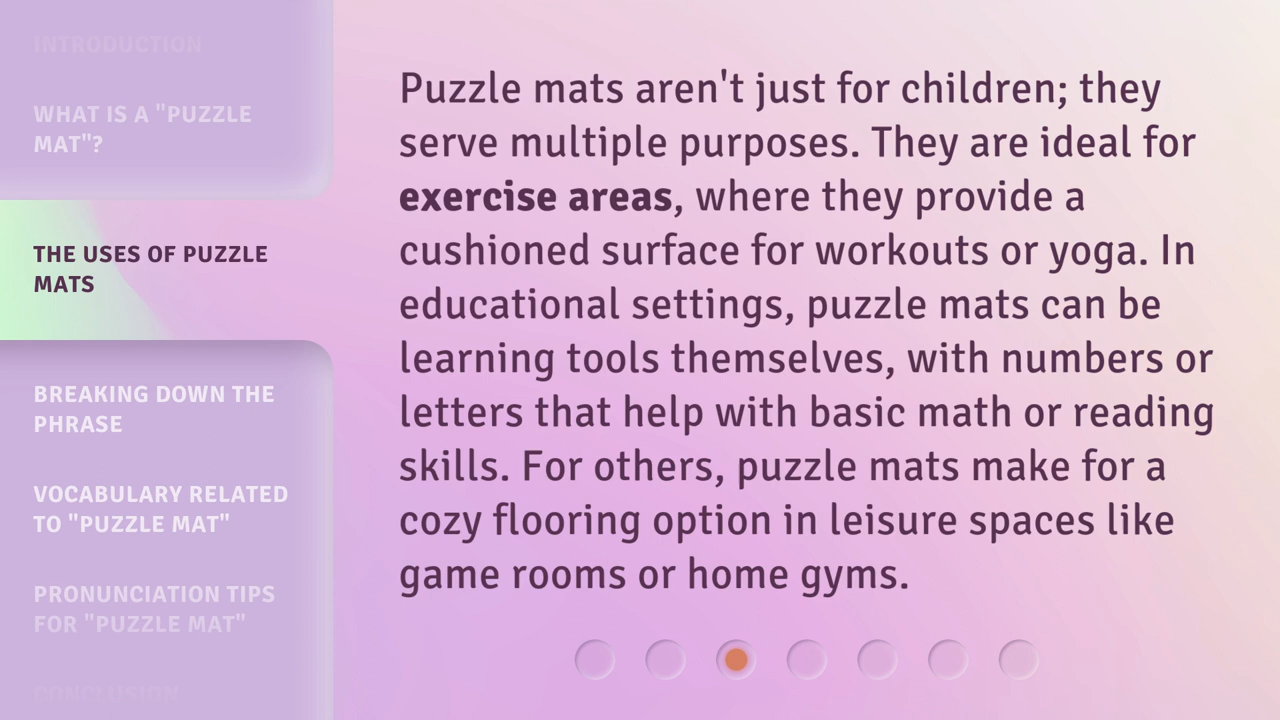 INTRODUCTION
WHAT IS A "PUZZLE
MAT"?
THE USES OF PUZZLE
MATS
BREAKING DOWN THE
PHRASE
VOCABULARY RELATED
TO "PUZZLE MAT"
PRONUNCIATION TIPS
FOR "PUZZLE MAT"
CONCLUSION
Puzzle mats aren't just for children; they
serve multiple purposes. They are ideal for
exercise areas, where they provide a
cushioned surface for workouts or yoga. In
educational settings, puzzle mats can be
learning tools themselves, with numbers or
letters that help with basic math or reading
skills. For others, puzzle mats make for a
cozy flooring option in leisure spaces like
game rooms or home gyms.